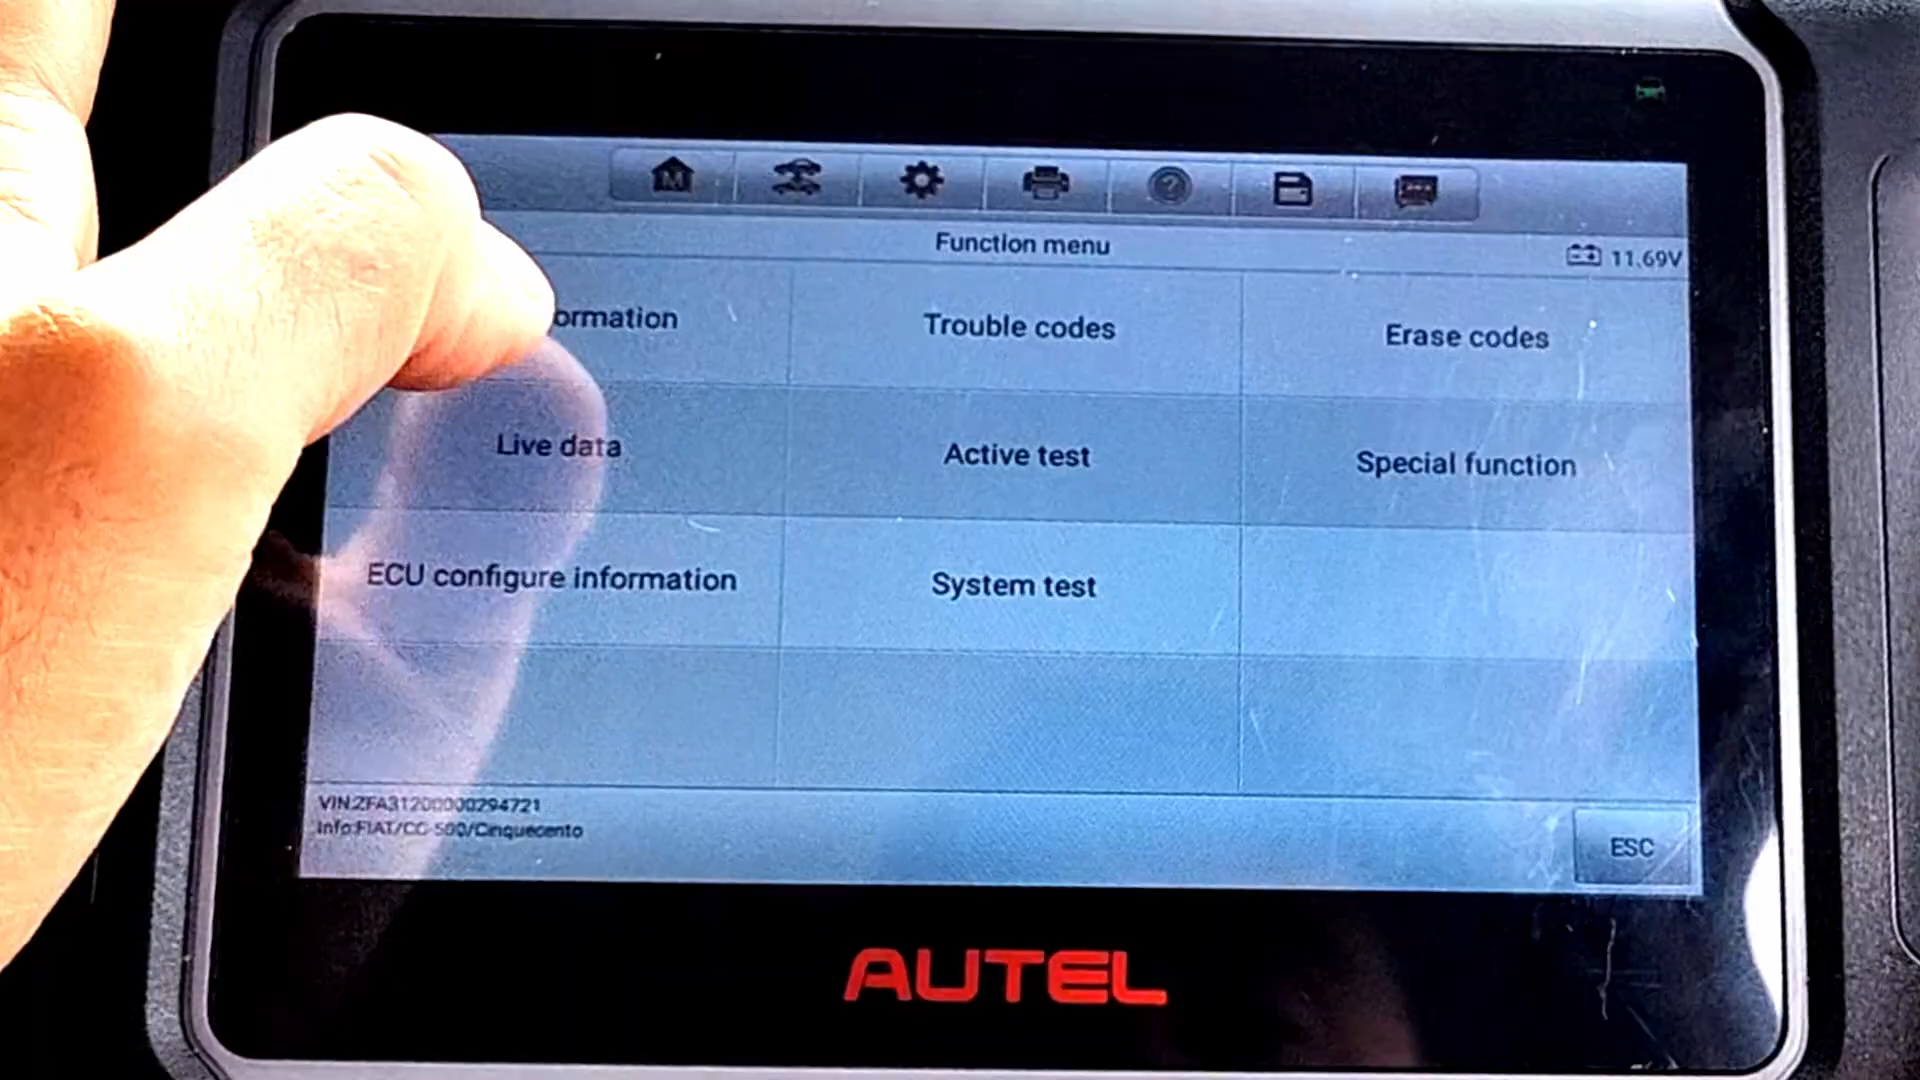 Function menu
11.69V
ormation
Trouble codes
Erase codes
Live data
Active test
Special function
ECU configure information
System test
VIN:ZFA31200000294721
Info:FIAT/CC-500/Cinquecento
ESC
AUTEL